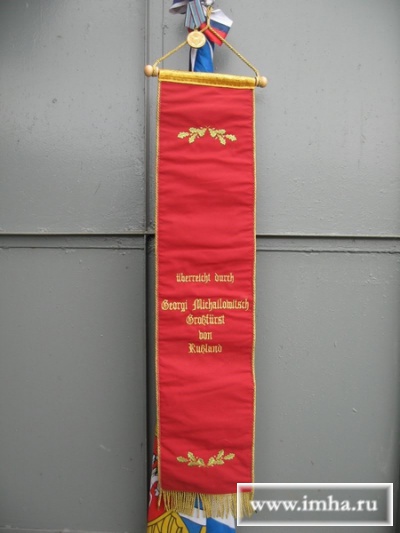 überreicht durch
Georgi Michailowitsch
Großfürst
von
Rußland
www.imha.ru